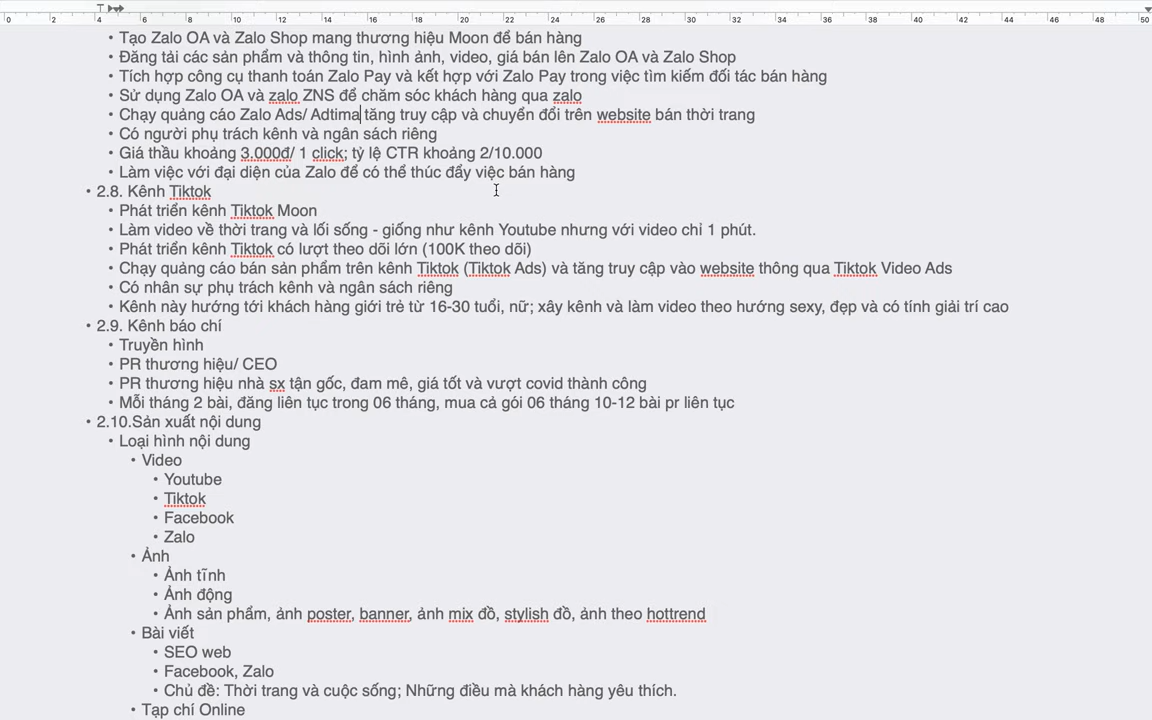 0 2 4 6 8 10 12 14 16 18 20 22 24 26 28 30 32 34 36 38 40 42 44 46 48 50
• Tạo Zalo OA và Zalo Shop mang thương hiệu Moon để bán hàng
• Đăng tải các sản phẩm và thông tin, hình ảnh, video, giá bán lên Zalo OA và Zalo Shop
• Tích hợp công cụ thanh toán Zalo Pay và kết hợp với Zalo Pay trong việc tìm kiếm đối tác bán hàng
• Sử dụng Zalo OA và zalo ZNS để chăm sóc khách hàng qua zalo
• Chạy quảng cáo Zalo Ads/ Adtima tăng truy cập và chuyển đổi trên website bán thời trang
• Có người phụ trách kênh và ngân sách riêng
• Giá thầu khoảng 3.000đ/ 1 click; tỷ lệ CTR khoảng 2/10.000
• Làm việc với đại diện của Zalo để có thể thúc đẩy việc bán hàng
• 2.8. Kênh Tiktok
• Phát triển kênh Tiktok Moon
• Làm video về thời trang và lối sống - giống như kênh Youtube nhưng với video chỉ 1 phút.
• Phát triển kênh Tiktok có lượt theo dõi lớn (100K theo dõi)
• Chạy quảng cáo bán sản phẩm trên kênh Tiktok (Tiktok Ads) và tăng truy cập vào website thông qua Tiktok Video Ads
• Có nhân sự phụ trách kênh và ngân sách riêng
• Kênh này hướng tới khách hàng giới trẻ từ 16-30 tuổi, nữ; xây kênh và làm video theo hướng sexy, đẹp và có tính giải trí cao
• 2.9. Kênh báo chí
• Truyền hình
• PR thương hiệu/ CEO
• PR thương hiệu nhà sx tận gốc, đam mê, giá tốt và vượt covid thành công
• Mỗi tháng 2 bài, đăng liên tục trong 06 tháng, mua cả gói 06 tháng 10-12 bài pr liên tục
• 2.10.Sản xuất nội dung
• Loại hình nội dung
• Video
• Youtube
• Tiktok
• Facebook
• Zalo
• Ảnh
• Ảnh tĩnh
• Ảnh động
• Ảnh sản phẩm, ảnh poster, banner, ảnh mix đồ, stylish đồ, ảnh theo hottrend
• Bài viết
• SEO web
• Facebook, Zalo
• Chủ đề: Thời trang và cuộc sống; Những điều mà khách hàng yêu thích.
• Tạp chí Online